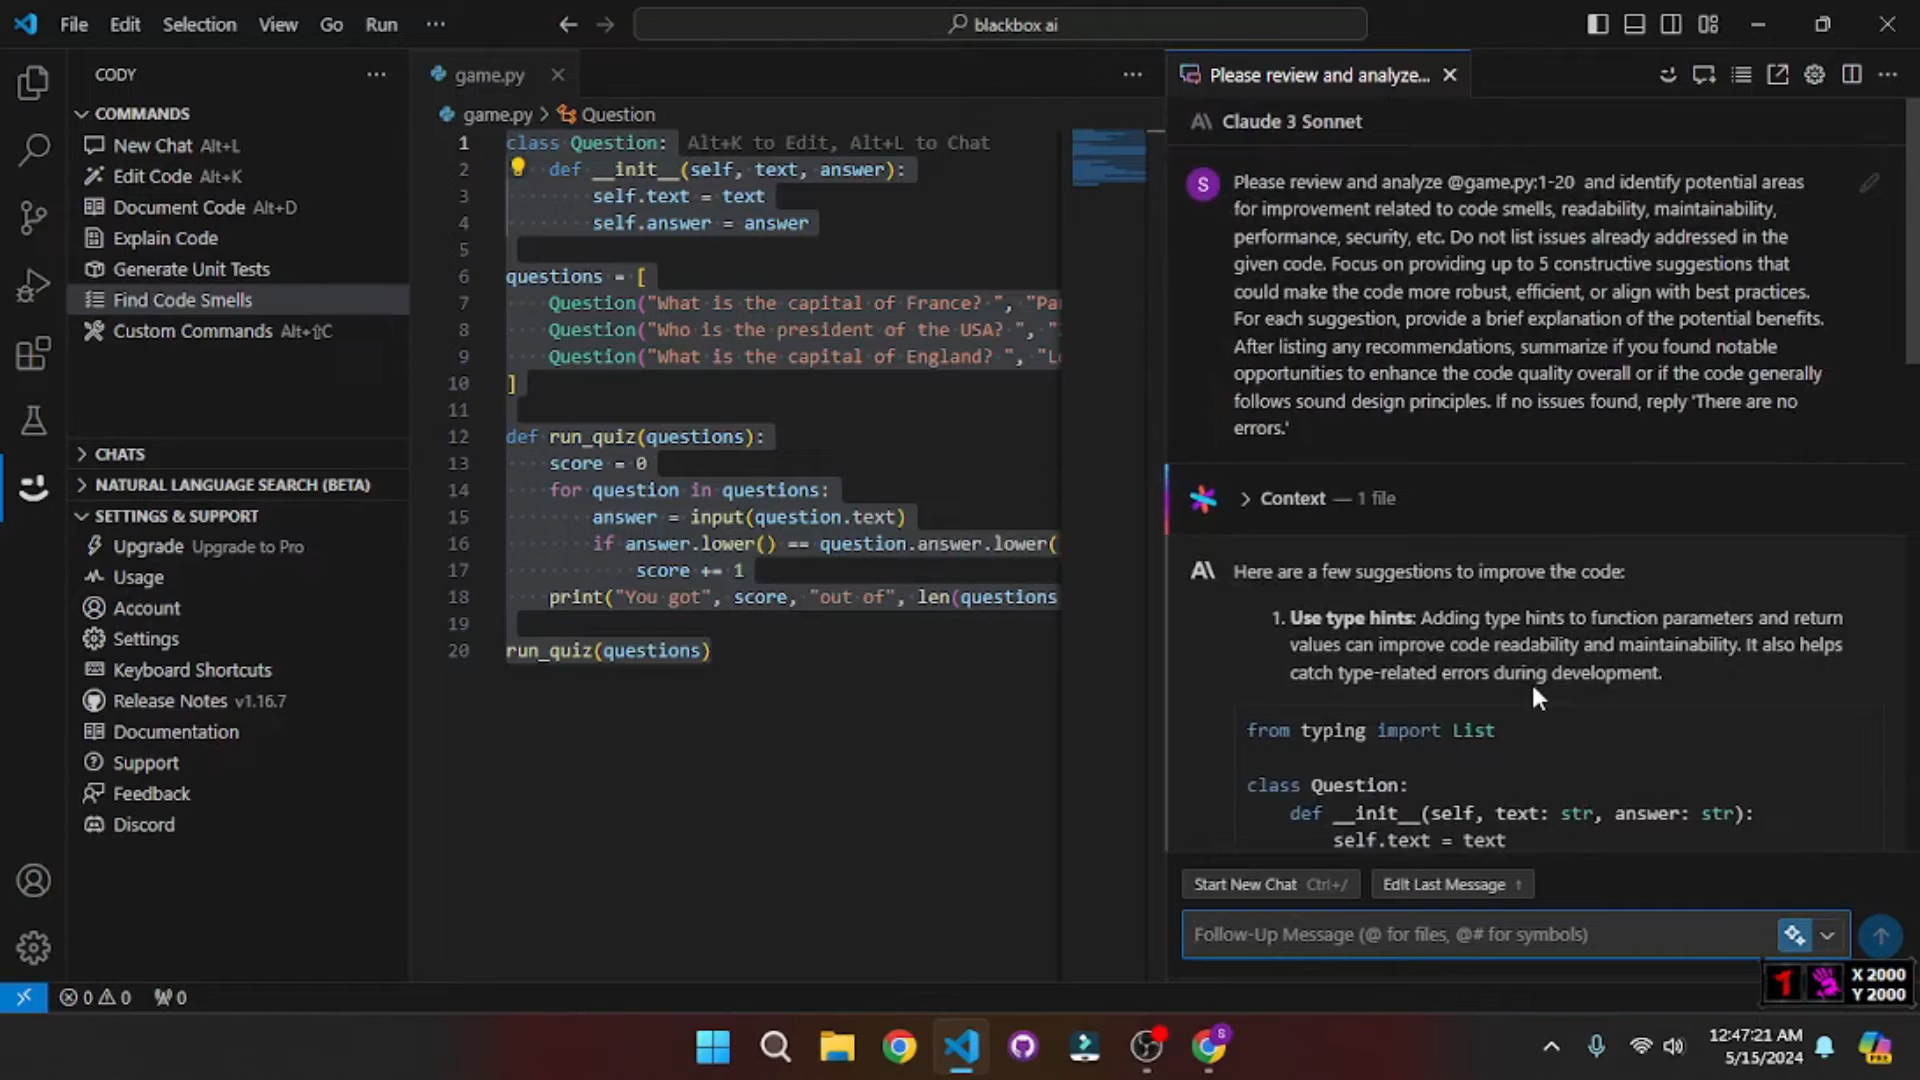 File Edit Selection View Go Run ...
blackbox ai
CODY
COMMANDS
New Chat Alt+L
Edit Code Alt+K
Document Code Alt+D
Explain Code
Generate Unit Tests
Find Code Smells
Custom Commands Alt+⇧C
CHATS
NATURAL LANGUAGE SEARCH (BETA)
SETTINGS & SUPPORT
Upgrade Upgrade to Pro
Usage
Account
Settings
Keyboard Shortcuts
Release Notes v1.16.7
Documentation
Support
Feedback
Discord
game.py
game.py > Question
1 class Question: Alt+K to Edit, Alt+L to Chat
2 def __init__(self, text, answer):
3 self.text = text
4 self.answer = answer
5
6 questions = [
7 Question("What is the capital of France? ", "Pa
8 Question("Who is the president of the USA? ", "
9 Question("What is the capital of England? ", "L
10 ]
11
12 def run_quiz(questions):
13 score = 0
14 for question in questions:
15 answer = input(question.text)
16 if answer.lower() == question.answer.lower(
17 score += 1
18 print("You got", score, "out of", len(questions
19
20 run_quiz(questions)
Please review and analyze...
Claude 3 Sonnet
S
Please review and analyze @game.py:1-20 and identify potential areas
for improvement related to code smells, readability, maintainability,
performance, security, etc. Do not list issues already addressed in the
given code. Focus on providing up to 5 constructive suggestions that
could make the code more robust, efficient, or align with best practices.
For each suggestion, provide a brief explanation of the potential benefits.
After listing any recommendations, summarize if you found notable
opportunities to enhance the code quality overall or if the code generally
follows sound design principles. If no issues found, reply 'There are no
errors.'
Context — 1 file
Here are a few suggestions to improve the code:
1. Use type hints: Adding type hints to function parameters and return
values can improve code readability and maintainability. It also helps
catch type-related errors during development.
from typing import List
class Question:
def __init__(self, text: str, answer: str):
self.text = text
Start New Chat Ctrl+/ Edit Last Message ↑
Follow-Up Message (@ for files, @# for symbols)
0 0 0
1 X 2000
Y 2000
12:47:21 AM
5/15/2024